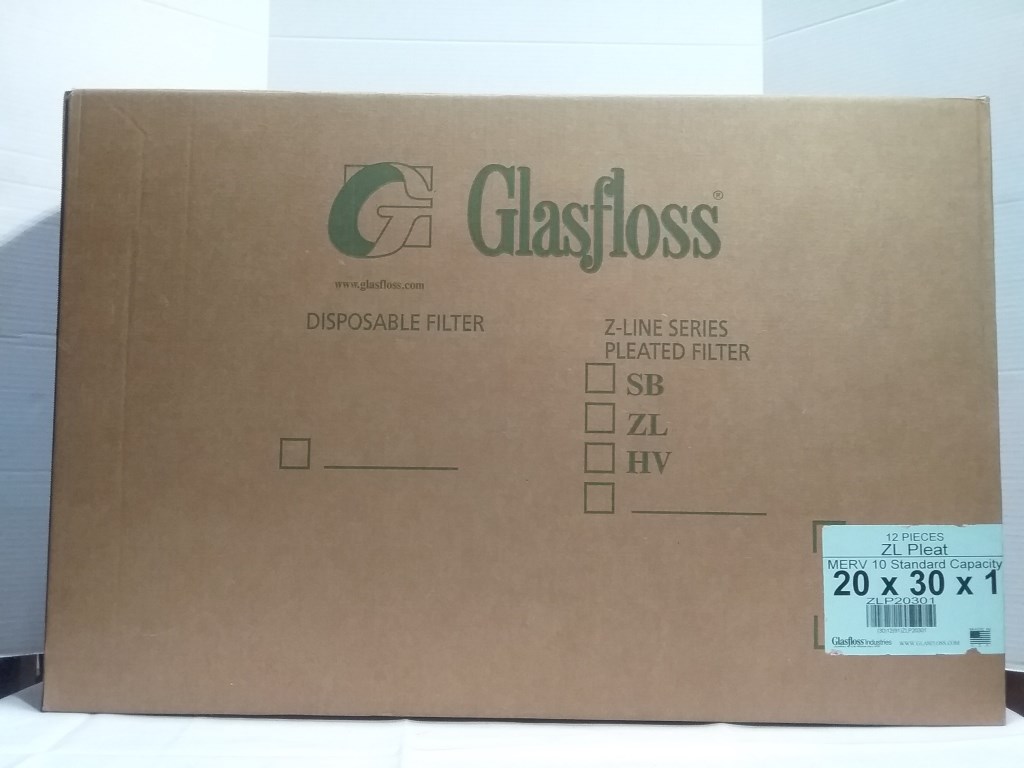 Glasfloss®
www.glasfloss.com
DISPOSABLE FILTER
Z-LINE SERIES
PLEATED FILTER
SB
ZL
HV
12 PIECES
ZL Pleat
MERV 10 Standard Capacity
20 x 30 x 1
ZLP20301
Glasfloss Industries